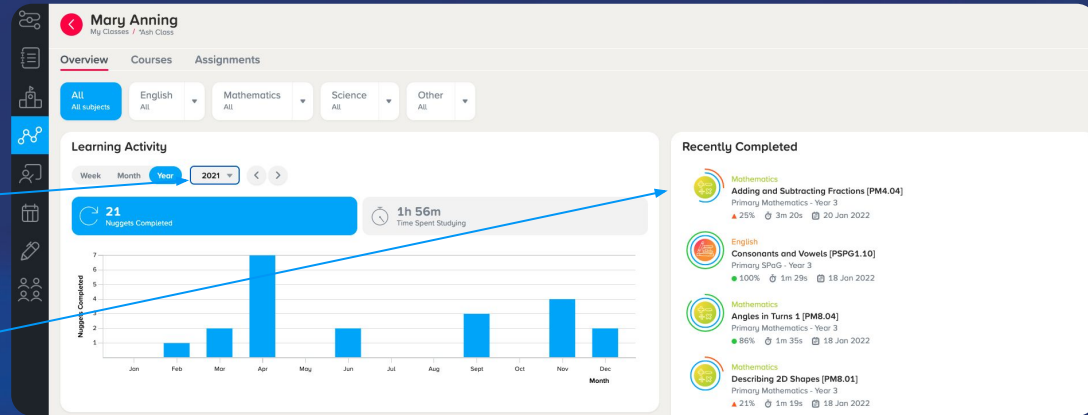 Mary Anning
My Classes / *Ash Class
Overview Courses Assignments
All
All subjects
English
All
Mathematics
All
Science
All
Other
All
Learning Activity
Week Month Year 2021
21
Nuggets Completed
1h 56m
Time Spent Studying
Nuggets Completed
7
6
5
4
3
2
1
Jan Feb Mar Apr May Jun Jul Aug Sept Oct Nov Dec
Month
Recently Completed
Mathematics
Adding and Subtracting Fractions [PM4.04]
Primary Mathematics - Year 3
25% 3m 20s 20 Jan 2022
English
Consonants and Vowels [PSPG1.10]
Primary SPaG - Year 3
100% 1m 29s 18 Jan 2022
Mathematics
Angles in Turns 1 [PM8.04]
Primary Mathematics - Year 3
86% 1m 35s 18 Jan 2022
Mathematics
Describing 2D Shapes [PM8.01]
Primary Mathematics - Year 3
21% 1m 19s 18 Jan 2022